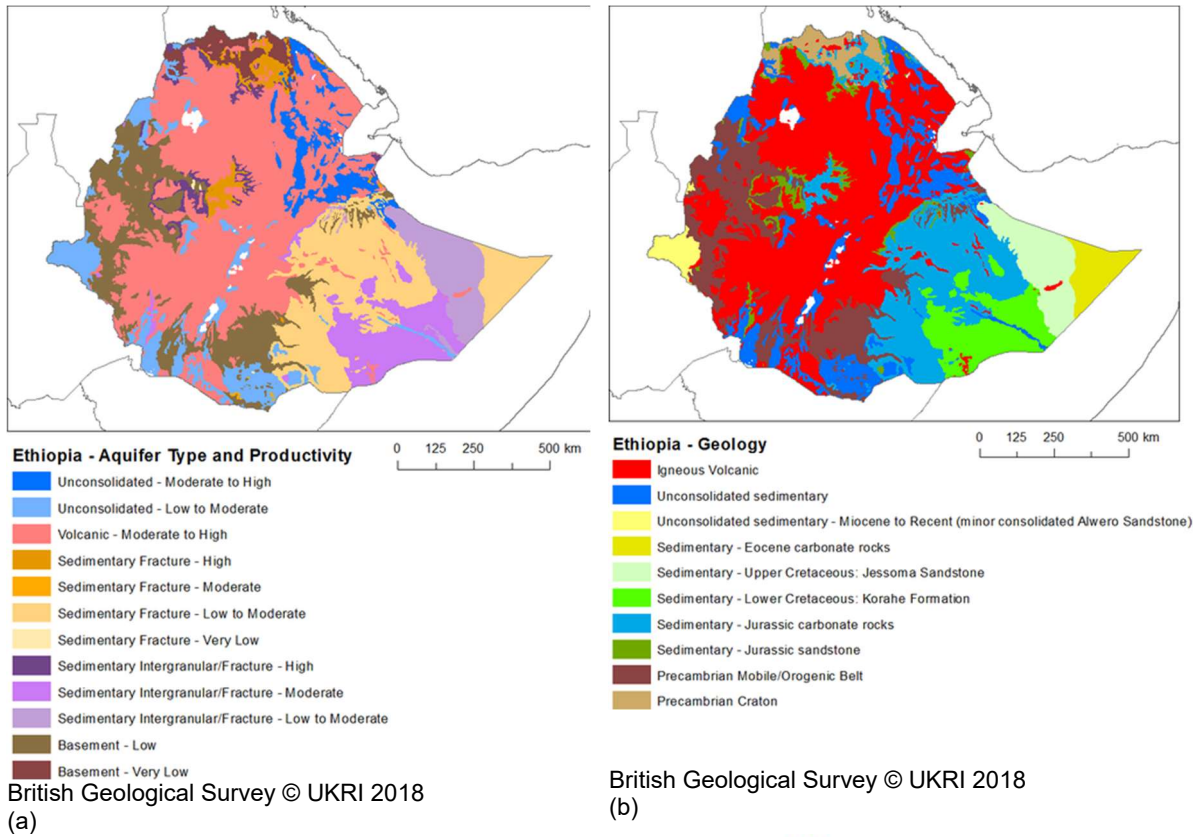 Ethiopia - Aquifer Type and Productivity
0 125 250 500 km
Unconsolidated - Moderate to High
Unconsolidated - Low to Moderate
Volcanic - Moderate to High
Sedimentary Fracture - High
Sedimentary Fracture - Moderate
Sedimentary Fracture - Low to Moderate
Sedimentary Fracture - Very Low
Sedimentary Intergranular/Fracture - High
Sedimentary Intergranular/Fracture - Moderate
Sedimentary Intergranular/Fracture - Low to Moderate
Basement - Low
Basement - Very Low
British Geological Survey © UKRI 2018
(a)
Ethiopia - Geology
0 125 250 500 km
Igneous Volcanic
Unconsolidated sedimentary
Unconsolidated sedimentary - Miocene to Recent (minor consolidated Alwero Sandstone)
Sedimentary - Eocene carbonate rocks
Sedimentary - Upper Cretaceous: Jessoma Sandstone
Sedimentary - Lower Cretaceous: Korahe Formation
Sedimentary - Jurassic carbonate rocks
Sedimentary - Jurassic sandstone
Precambrian Mobile/Orogenic Belt
Precambrian Craton
British Geological Survey © UKRI 2018
(b)